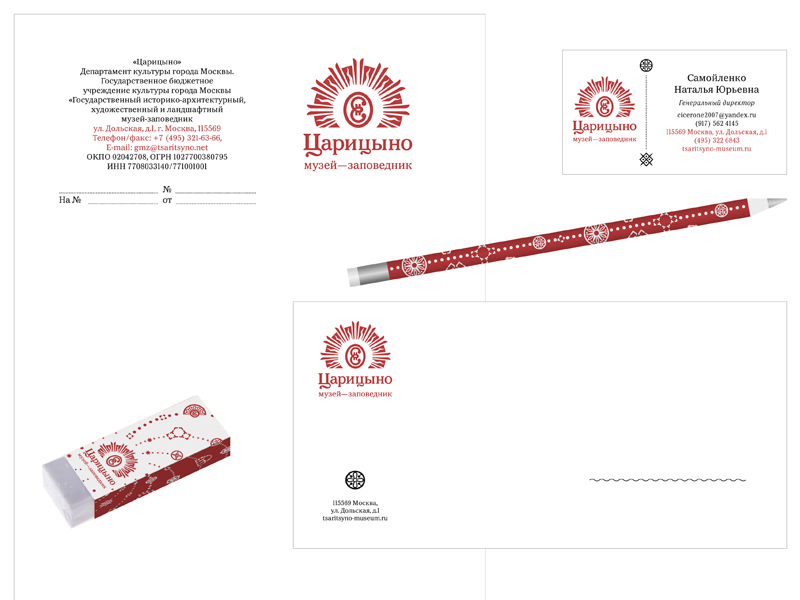 «Царицыно»
Департамент культуры города Москвы.
Государственное бюджетное
учреждение культуры города Москвы
«Государственный историко-архитектурный,
художественный и ландшафтный
музей-заповедник
ул. Дольская, д.1, г. Москва, 115569
Телефон/факс: +7 (495) 321-63-66,
E-mail: gmz@tsaritsyno.net
ОКПО 02042708, ОГРН 1027700380795
ИНН 7708033140/771001001
№
На №
от
Царицыно
музей—заповедник
Царицыно
музей—заповедник
Самойленко
Наталья Юрьевна
Генеральный директор
cicerone2007@yandex.ru
(917) 562 4145
115569 Москва, ул. Дольская, д.1
(495) 322 6843
tsaritsyno-museum.ru
Царицыно
музей—заповедник
115569 Москва,
ул. Дольская, д.1
tsaritsyno-museum.ru
Царицыно
музей—заповедник